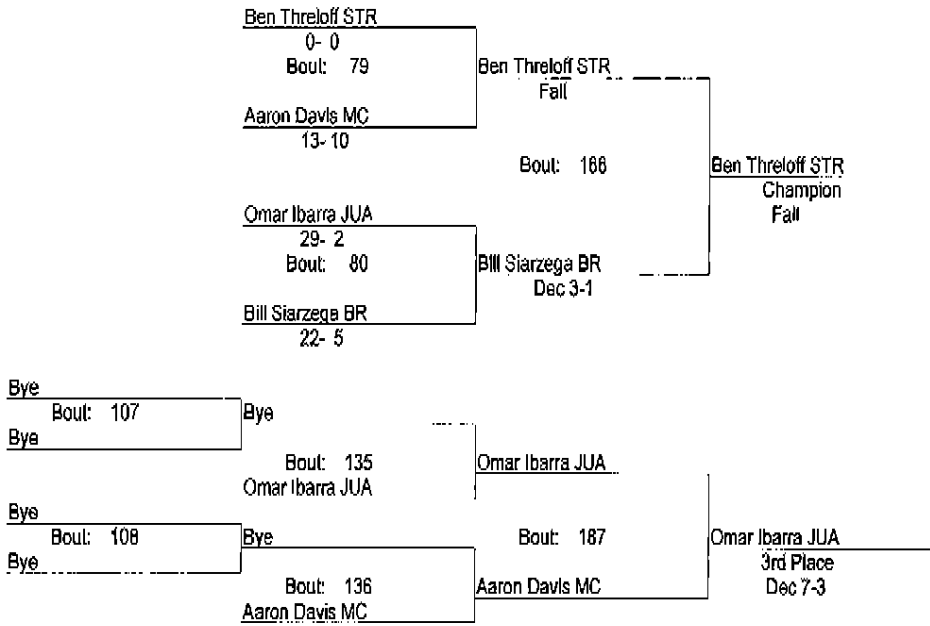 Ben Threloff STR
0- 0
Bout: 79
Ben Threloff STR
Fall
Aaron Davis MC
13- 10
Bout: 186
Ben Threloff STR
Champion
Fall
Omar Ibarra JUA
29- 2
Bout: 80
Bill Siarzega BR
Dec 3-1
Bill Siarzega BR
22- 5
Bye
Bout: 107
Bye
Bye
Bout: 135
Omar Ibarra JUA
Omar Ibarra JUA
Bye
Bout: 108
Bye
Bye
Bout: 187
Omar Ibarra JUA
3rd Place
Dec 7-3
Bout: 136
Aaron Davis MC
Aaron Davis MC